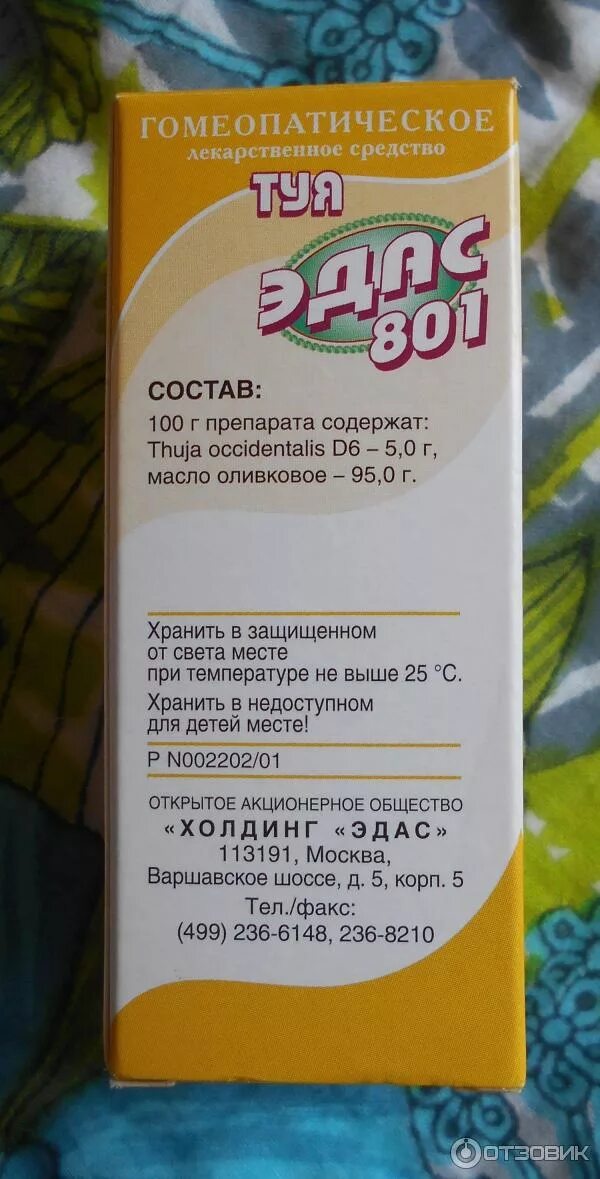 ГОМЕОПАТИЧЕСКОЕ
лекарственное средство
ТУЯ
ЭДАС
801
СОСТАВ:
100 г препарата содержат:
Thuja occidentalis D6 – 5,0 г,
масло оливковое – 95,0 г.
Хранить в защищенном
от света месте
при температуре не выше 25 °С.
Хранить в недоступном
для детей месте!
Р N002202/01
ОТКРЫТОЕ АКЦИОНЕРНОЕ ОБЩЕСТВО
«ХОЛДИНГ «ЭДАС»
113191, Москва,
Варшавское шоссе, д. 5, корп. 5
Тел./факс:
(499) 236-6148, 236-8210
ОТЗОВИК